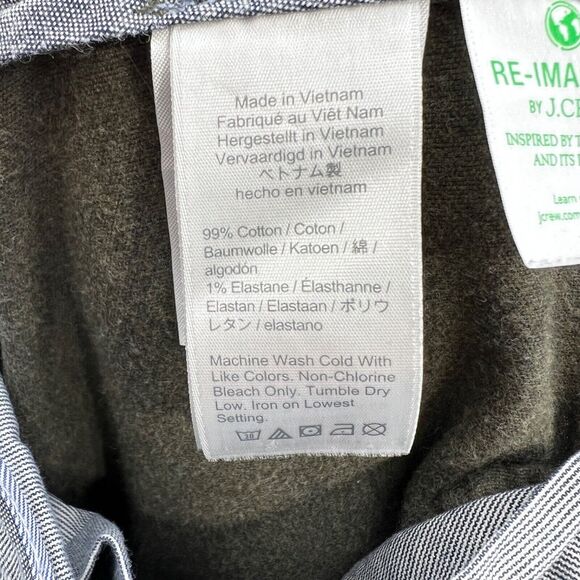 Made in Vietnam
Fabriqué au Viêt Nam
Hergestellt in Vietnam
Vervaardigd in Vietnam
ベトナム製
hecho en vietnam
99% Cotton / Coton /
Baumwolle / Katoen / 綿 /
algodón
1% Elastane / Élasthanne /
Elastan / Elastaan / ポリウ
レタン / elastano
Machine Wash Cold With
Like Colors. Non-Chlorine
Bleach Only. Tumble Dry
Low. Iron on Lowest
Setting.
30
RE-IMA
BY J.C
INSPIRED BY
AND ITS
Learn
jcrew.com